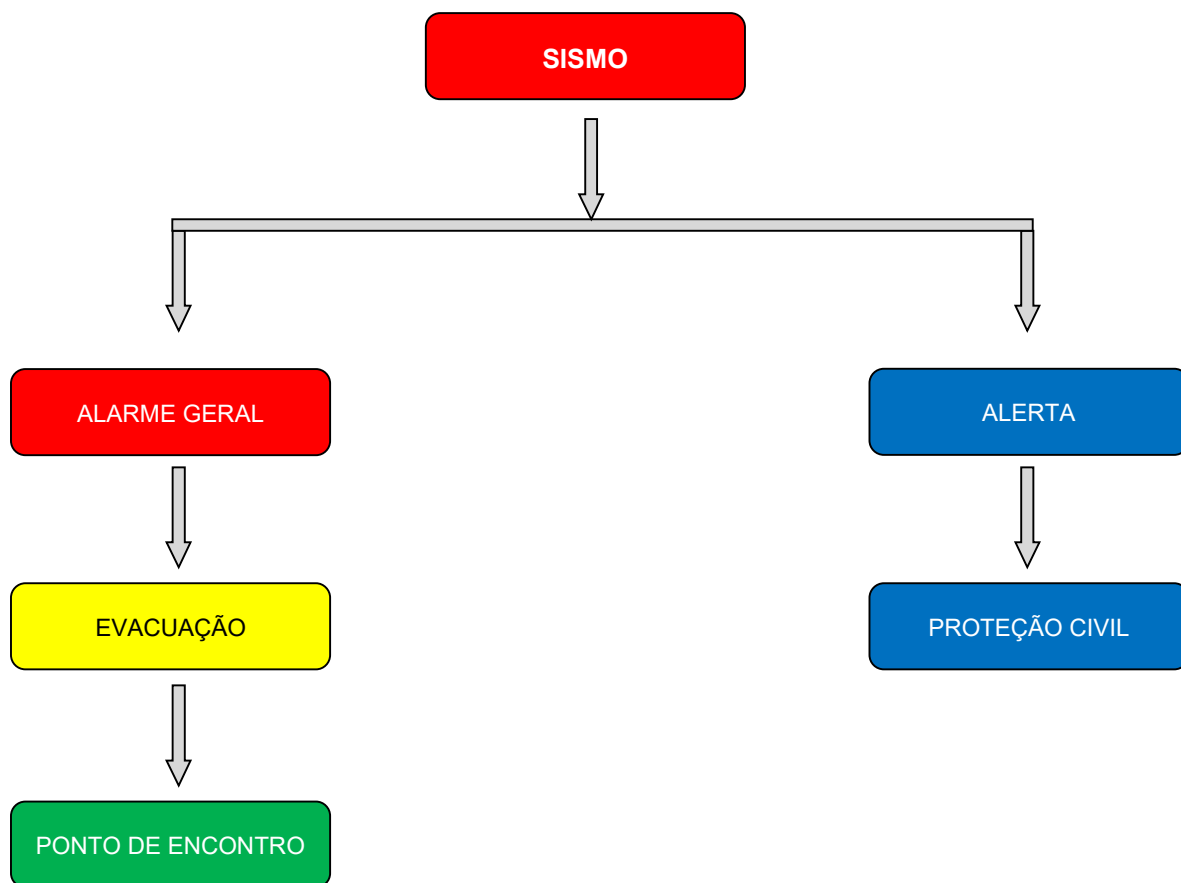 SISMO
ALARME GERAL
ALERTA
EVACUAÇÃO
PROTEÇÃO CIVIL
PONTO DE ENCONTRO